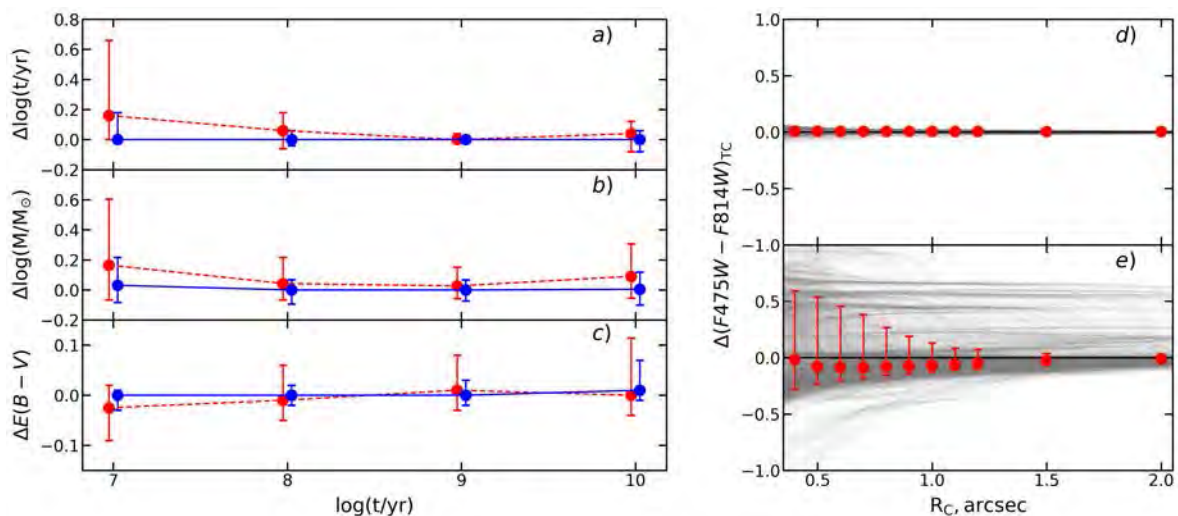 0.8
0.6
0.4
0.2
0.0
−0.2
Δlog(t/yr)
a)
0.6
0.4
0.2
0.0
−0.2
Δlog(M/M⊙)
b)
0.1
0.0
−0.1
ΔE(B − V)
c)
7 8 9 10
log(t/yr)
1.0
0.5
0.0
−0.5
−1.0
d)
Δ(F475W − F814W)TC
0.5
0.0
−0.5
−1.0
e)
0.5 1.0 1.5 2.0
RC, arcsec